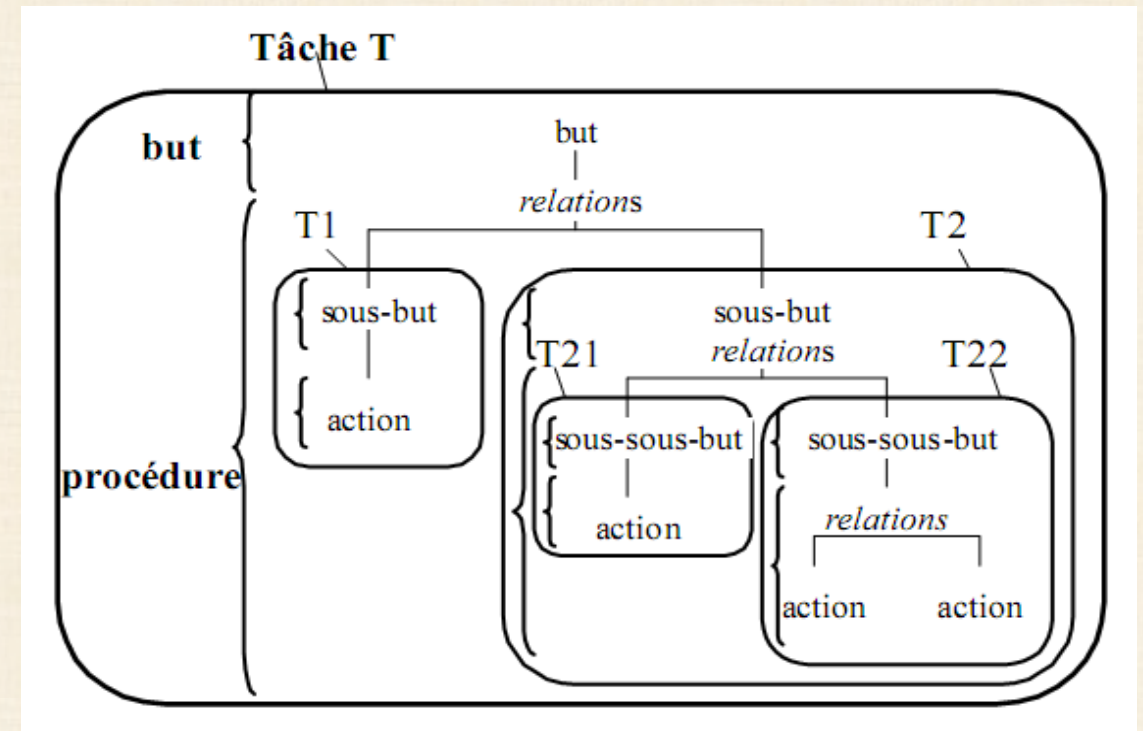 Tâche T
but
but
relations
T1
T2
sous-but
sous-but
relations
T21
T22
action
sous-sous-but
sous-sous-but
procédure
relations
action
action
action